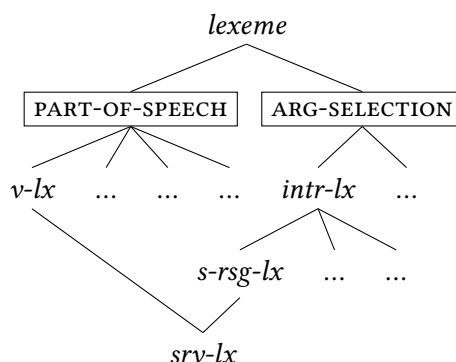 lexeme
PART-OF-SPEECH ARG-SELECTION
v-lx ... ... ... intr-lx ...
s-rsg-lx ... ...
srv-lx